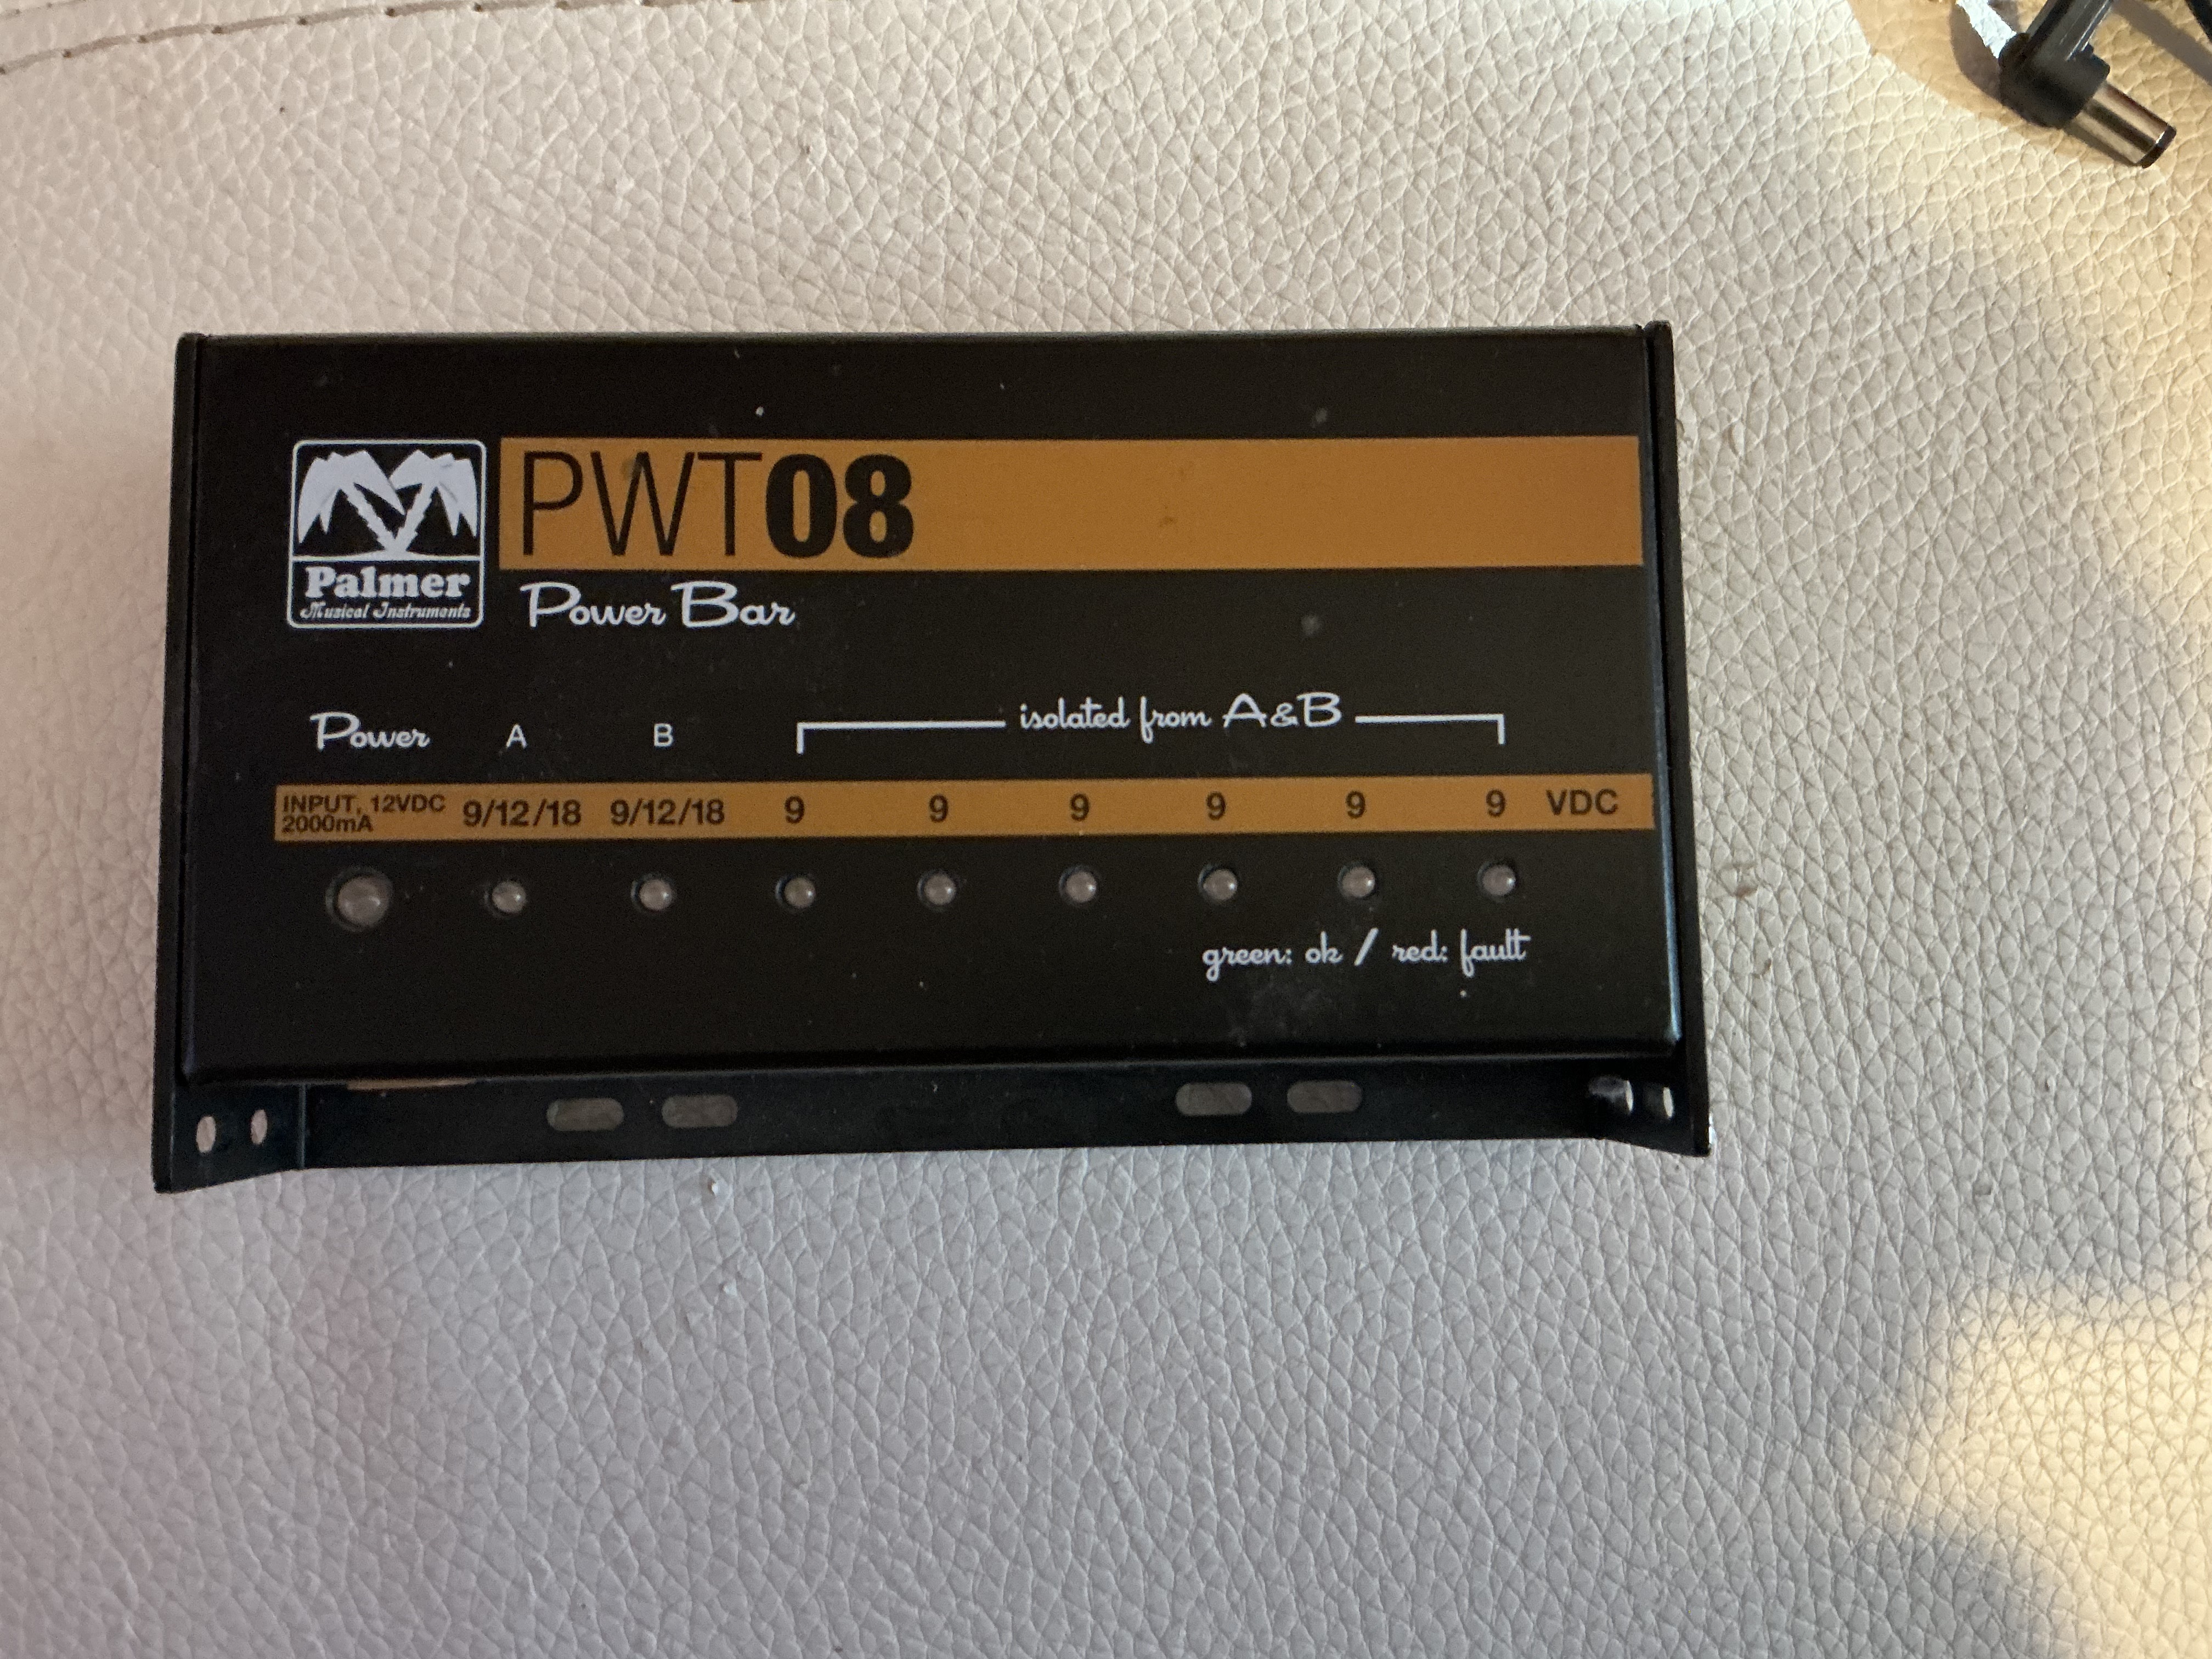 PWT08
Palmer
Musical Instruments
Power Bar
isolated from A&B
Power A B
INPUT, 12VDC
2000mA
9/12/18 9/12/18 9 9 9 9 9 9 VDC
green: ok / red: fault